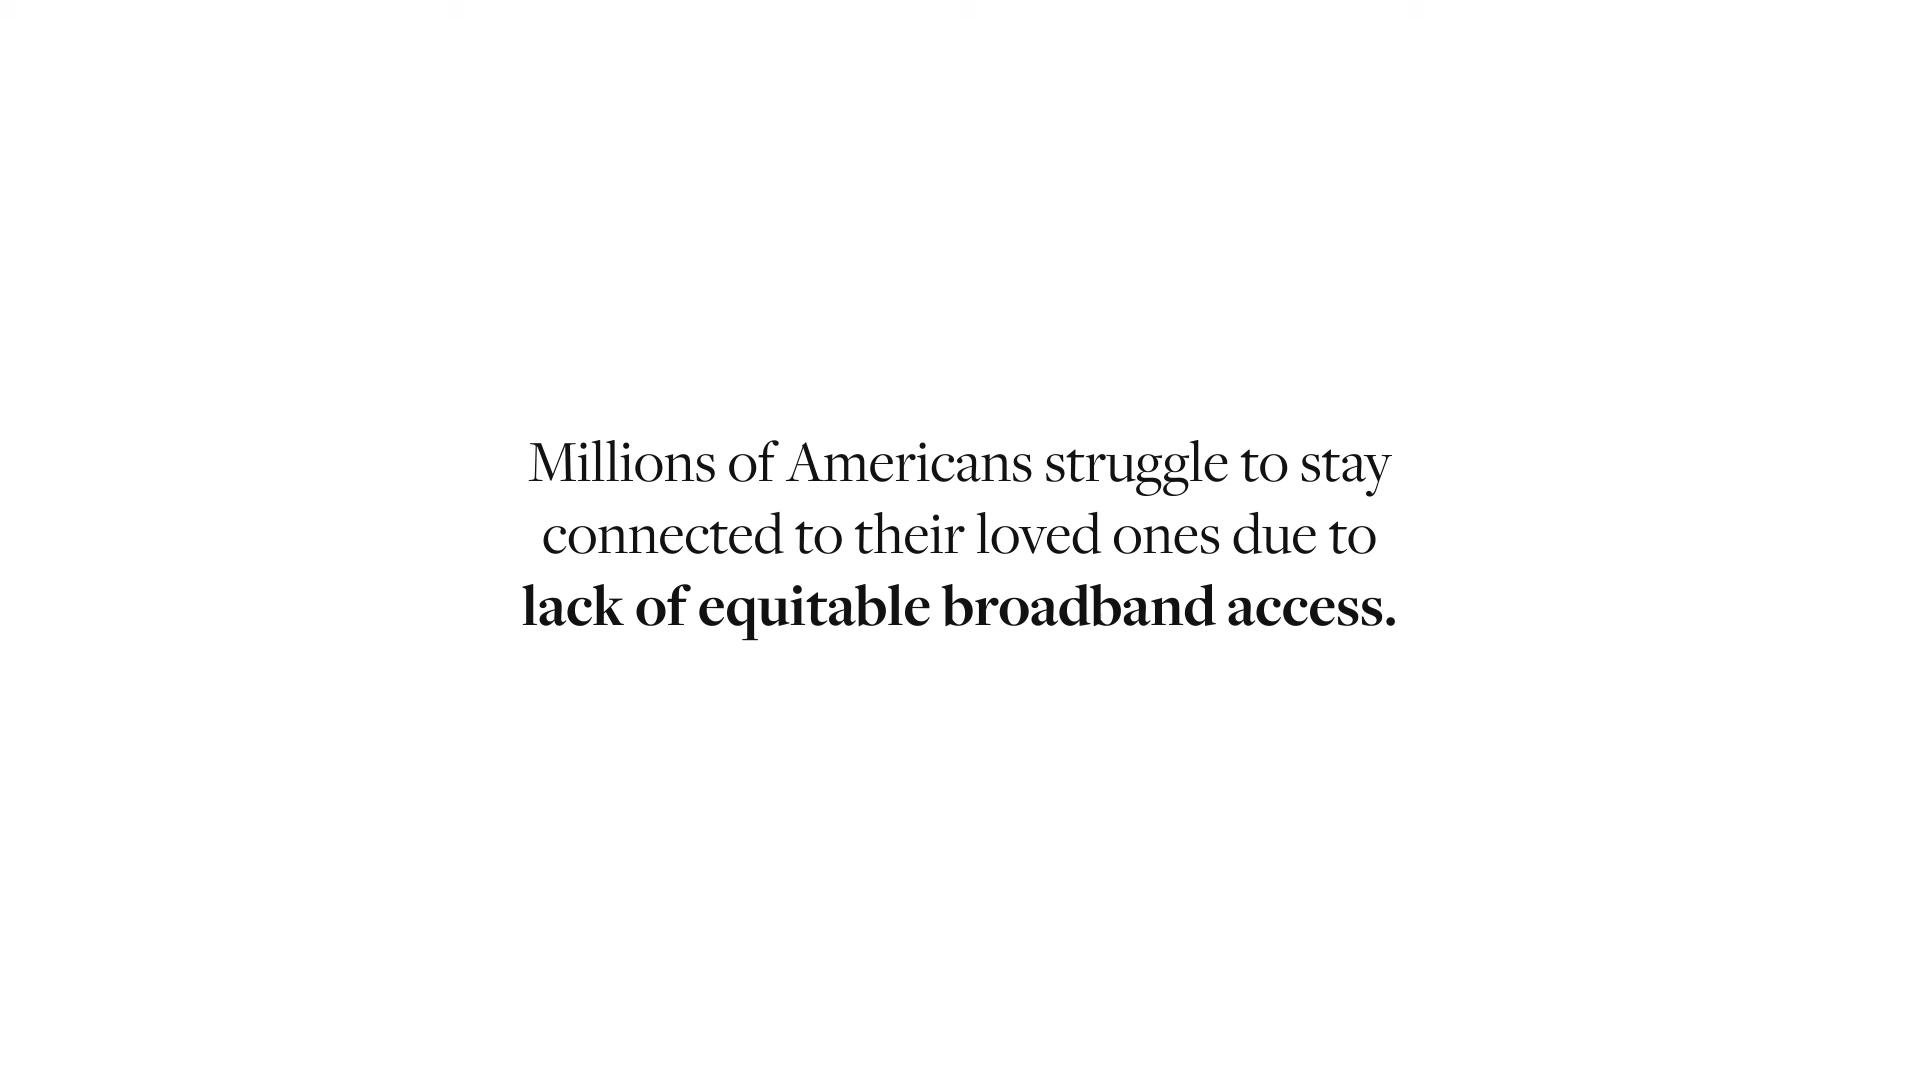 Millions of Americans struggle to stay
connected to their loved ones due to
lack of equitable broadband access.